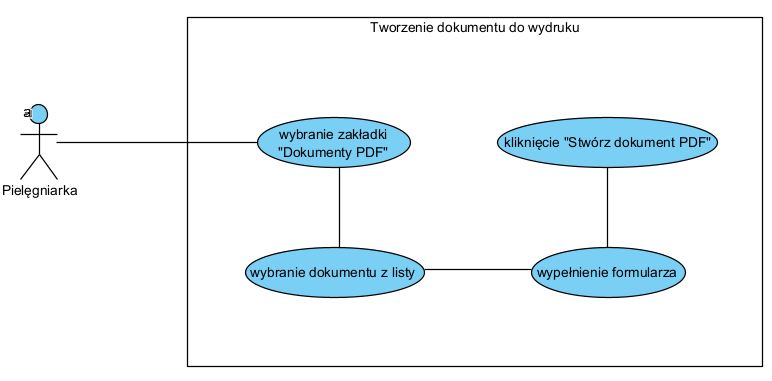 Tworzenie dokumentu do wydruku
a
Pielęgniarka
wybranie zakładki
"Dokumenty PDF"
kliknięcie "Stwórz dokument PDF"
wybranie dokumentu z listy
wypełnienie formularza